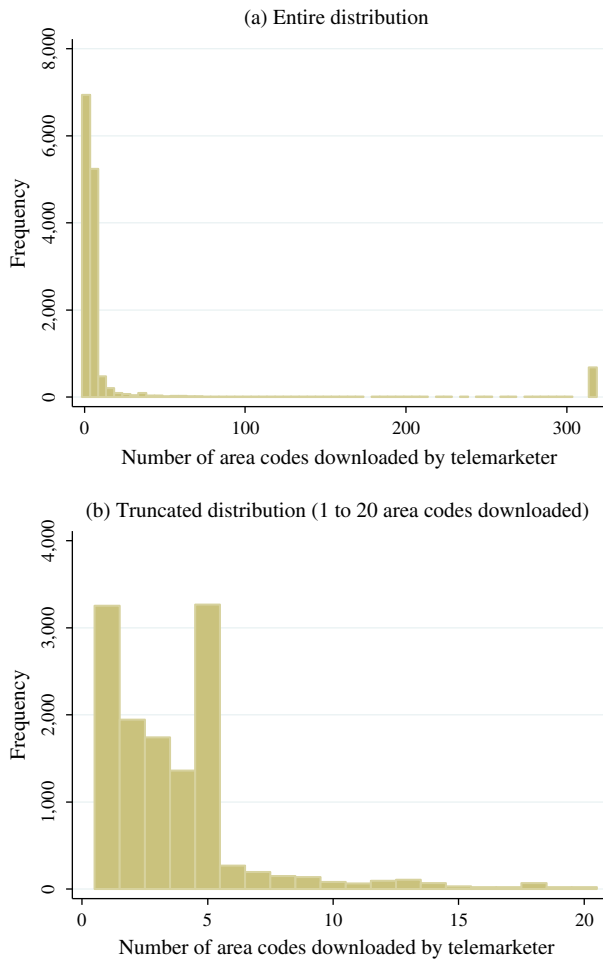 (a) Entire distribution
8,000
6,000
4,000
2,000
0
Frequency
0 100 200 300
Number of area codes downloaded by telemarketer
(b) Truncated distribution (1 to 20 area codes downloaded)
4,000
3,000
2,000
1,000
0
Frequency
0 5 10 15 20
Number of area codes downloaded by telemarketer